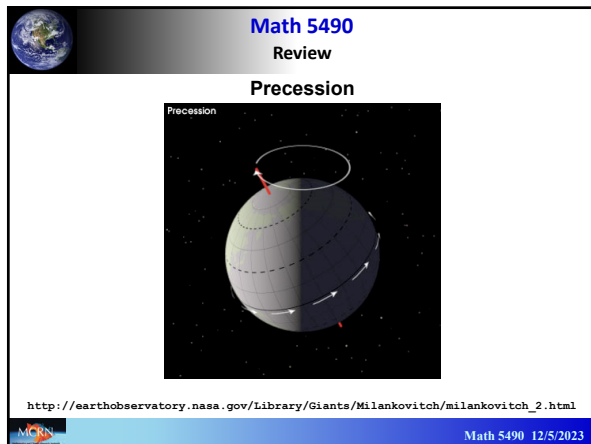 Math 5490
Review
Precession
Precession
http://earthobservatory.nasa.gov/Library/Giants/Milankovitch/milankovitch_2.html
MCRN
Math 5490 12/5/2023